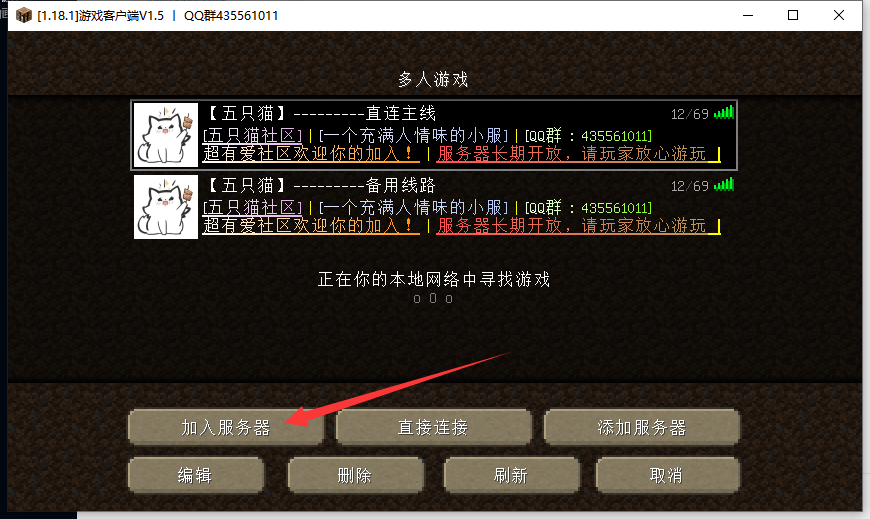 [1.18.1]游戏客户端V1.5 | QQ群435561011
多人游戏
【五只猫】---------直连主线 12/69
[五只猫社区] | [一个充满人情味的小服] | [QQ群：435561011]
超有爱社区欢迎你的加入！ | 服务器长期开放，请玩家放心游玩
【五只猫】---------备用线路 12/69
[五只猫社区] | [一个充满人情味的小服] | [QQ群：435561011]
超有爱社区欢迎你的加入！ | 服务器长期开放，请玩家放心游玩
正在你的本地网络中寻找游戏
o O o
加入服务器 直接连接 添加服务器
编辑 删除 刷新 取消